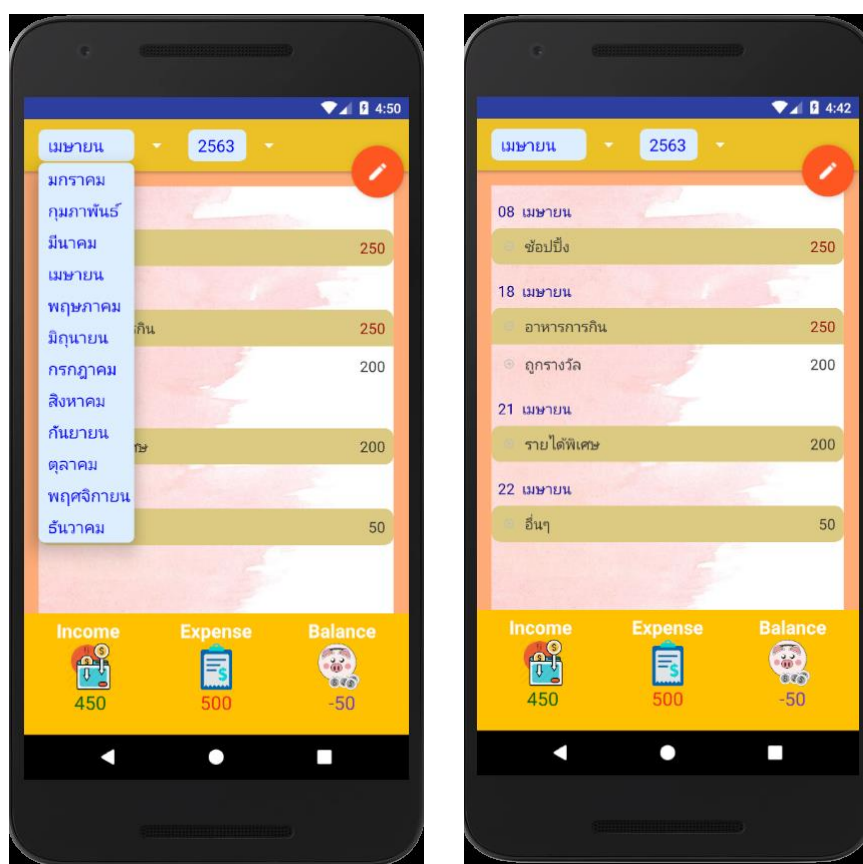 4:50
เมษายน 2563
มกราคม
กุมภาพันธ์
มีนาคม
250
เมษายน
พฤษภาคม
รกิน 250
มิถุนายน
กรกฎาคม 200
สิงหาคม
กันยายน
200
ตุลาคม
พฤศจิกายน
ธันวาคม 50
Income Expense Balance
450 500 -50
4:42
เมษายน 2563
08 เมษายน
ช้อปปิ้ง 250
18 เมษายน
อาหารการกิน 250
ถูกรางวัล 200
21 เมษายน
รายได้พิเศษ 200
22 เมษายน
อื่นๆ 50
Income Expense Balance
450 500 -50